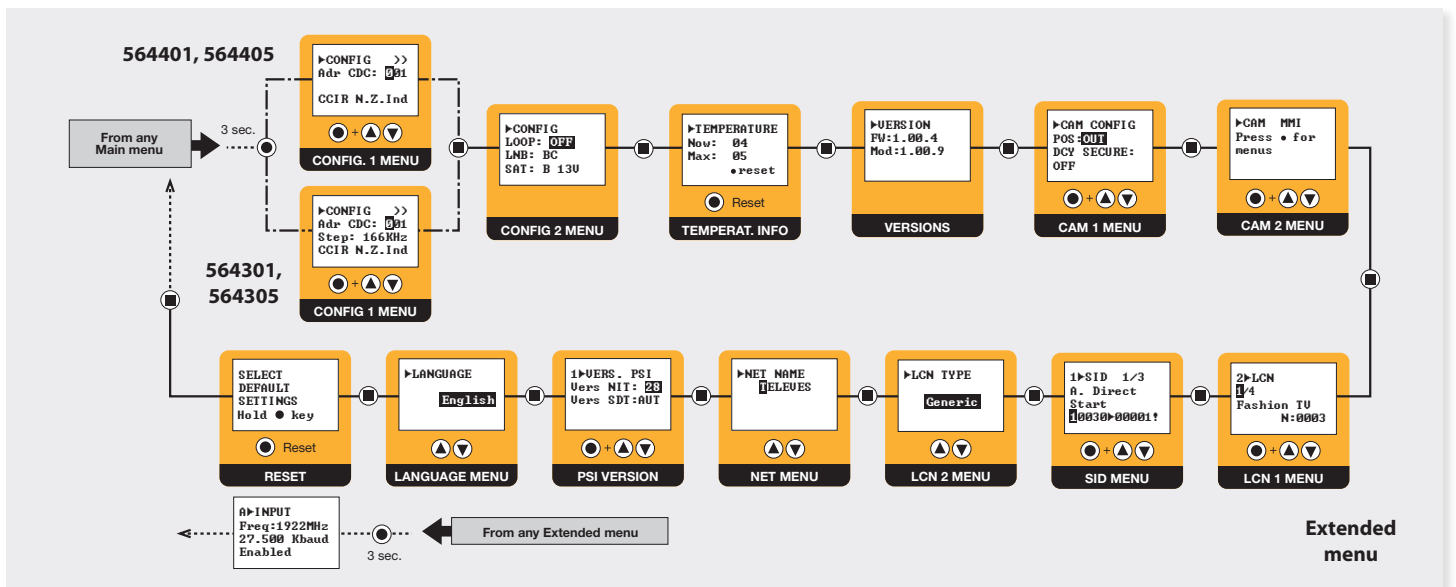 564401, 564405
From any
Main menu
3 sec.
▶CONFIG >>
Adr CDC: 001
CCIR N.Z.Ind
+
CONFIG. 1 MENU
▶CONFIG >>
Adr CDC: 001
Step: 166KHz
CCIR N.Z.Ind
+
CONFIG 1 MENU
564301,
564305
▶CONFIG
LOOP: OFF
LNB: BC
SAT: B 13V
CONFIG 2 MENU
▶TEMPERATURE
Now: 04
Max: 05
●reset
Reset
TEMPERAT. INFO
▶VERSION
FW:1.00.4
Mod:1.00.9
VERSIONS
▶CAM CONFIG
POS:OUT
DCY SECURE:
OFF
+
CAM 1 MENU
▶CAM MMI
Press ● for
menus
+
CAM 2 MENU
SELECT
DEFAULT
SETTINGS
Hold ● key
Reset
RESET
▶LANGUAGE
English
LANGUAGE MENU
1▶VERS. PSI
Vers NIT: 28
Vers SDT:AUT
+
PSI VERSION
▶NET NAME
TELEVES
NET MENU
▶LCN TYPE
Generic
LCN 2 MENU
1▶SID 1/3
A. Direct
Start
10030▶00001!
+
SID MENU
2▶LCN
1/4
Fashion TV
N:0003
+
LCN 1 MENU
A▶INPUT
Freq:1922MHz
27.500 Kbaud
Enabled
3 sec.
From any Extended menu
Extended
menu